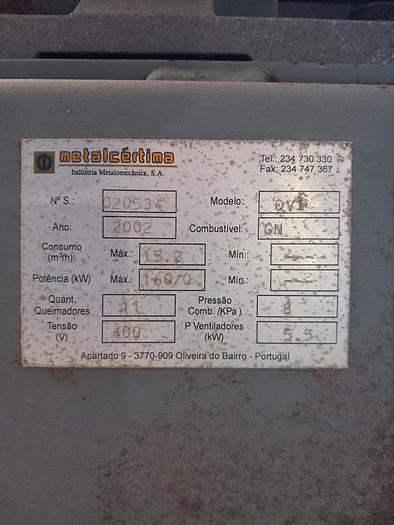 metalcértima
Indústria Metalomecânica, S.A.
Tel.: 234 730 330
Fax: 234 747 367
Nº S.: 020534 Modelo:
Ano: 2002 Combustível: GN
Consumo (m³/h): Máx.: 15.2 Min.: ---
Potência (kW) Máx.: 160/0 Min.: ---
Quant. Queimadores 11 Pressão Comb. /KPa) 8
Tensão (V) 400 P Ventiladores (kW) 5.5
Apartado 9 - 3770-909 Oliveira do Bairro - Portugal